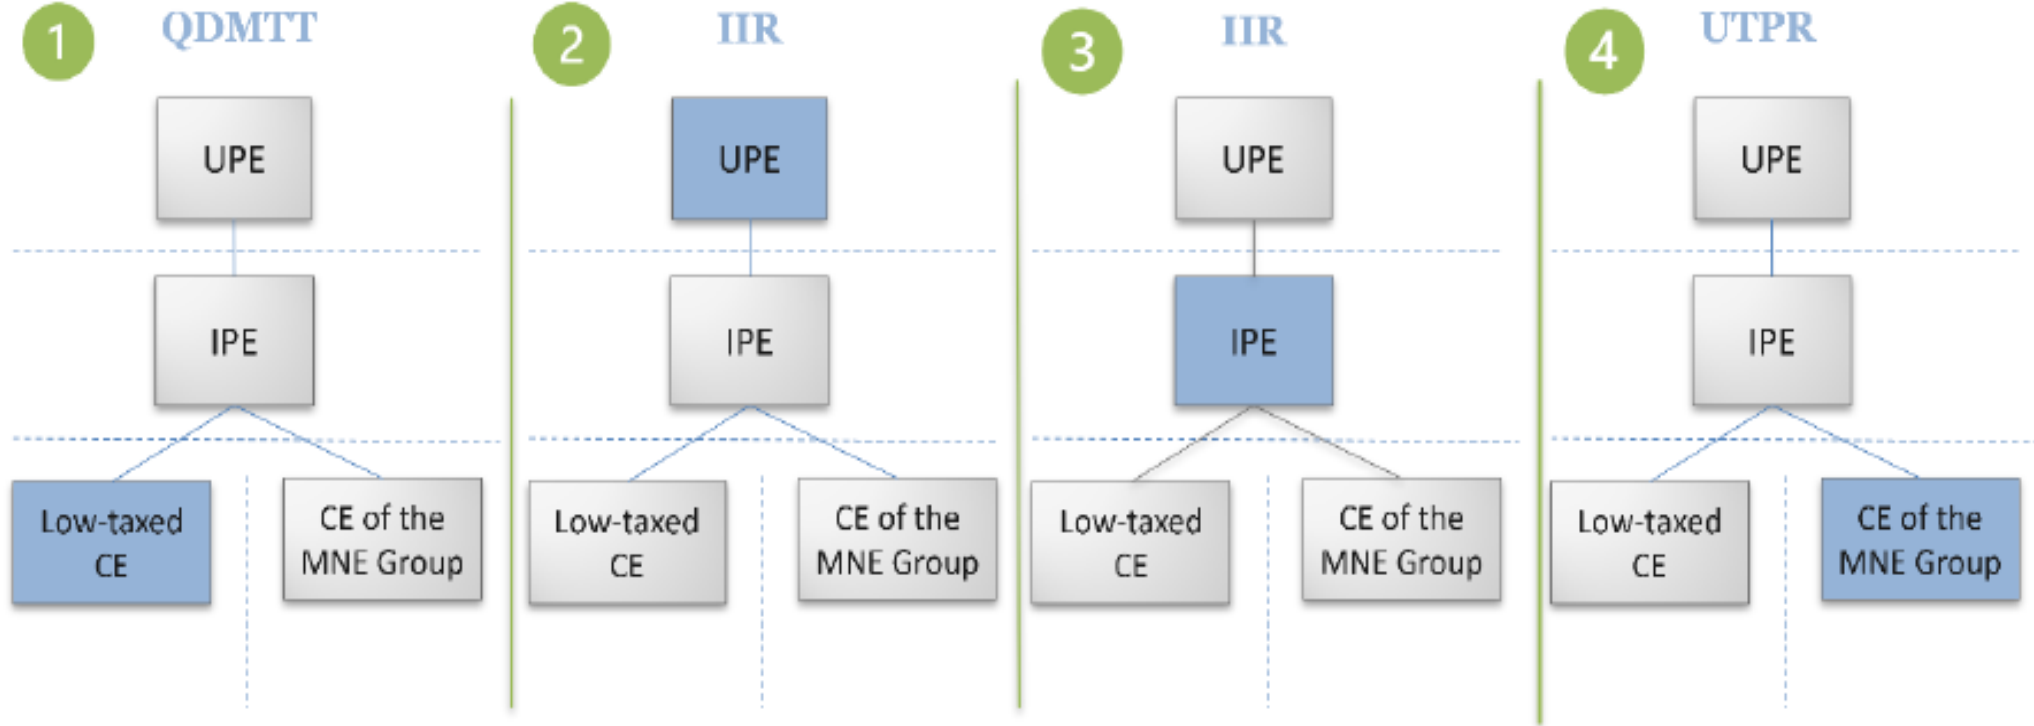 1
QDMTT
UPE
IPE
Low-taxed
CE
CE of the
MNE Group
2
IIR
UPE
IPE
Low-taxed
CE
CE of the
MNE Group
3
IIR
UPE
IPE
Low-taxed
CE
CE of the
MNE Group
4
UTPR
UPE
IPE
Low-taxed
CE
CE of the
MNE Group